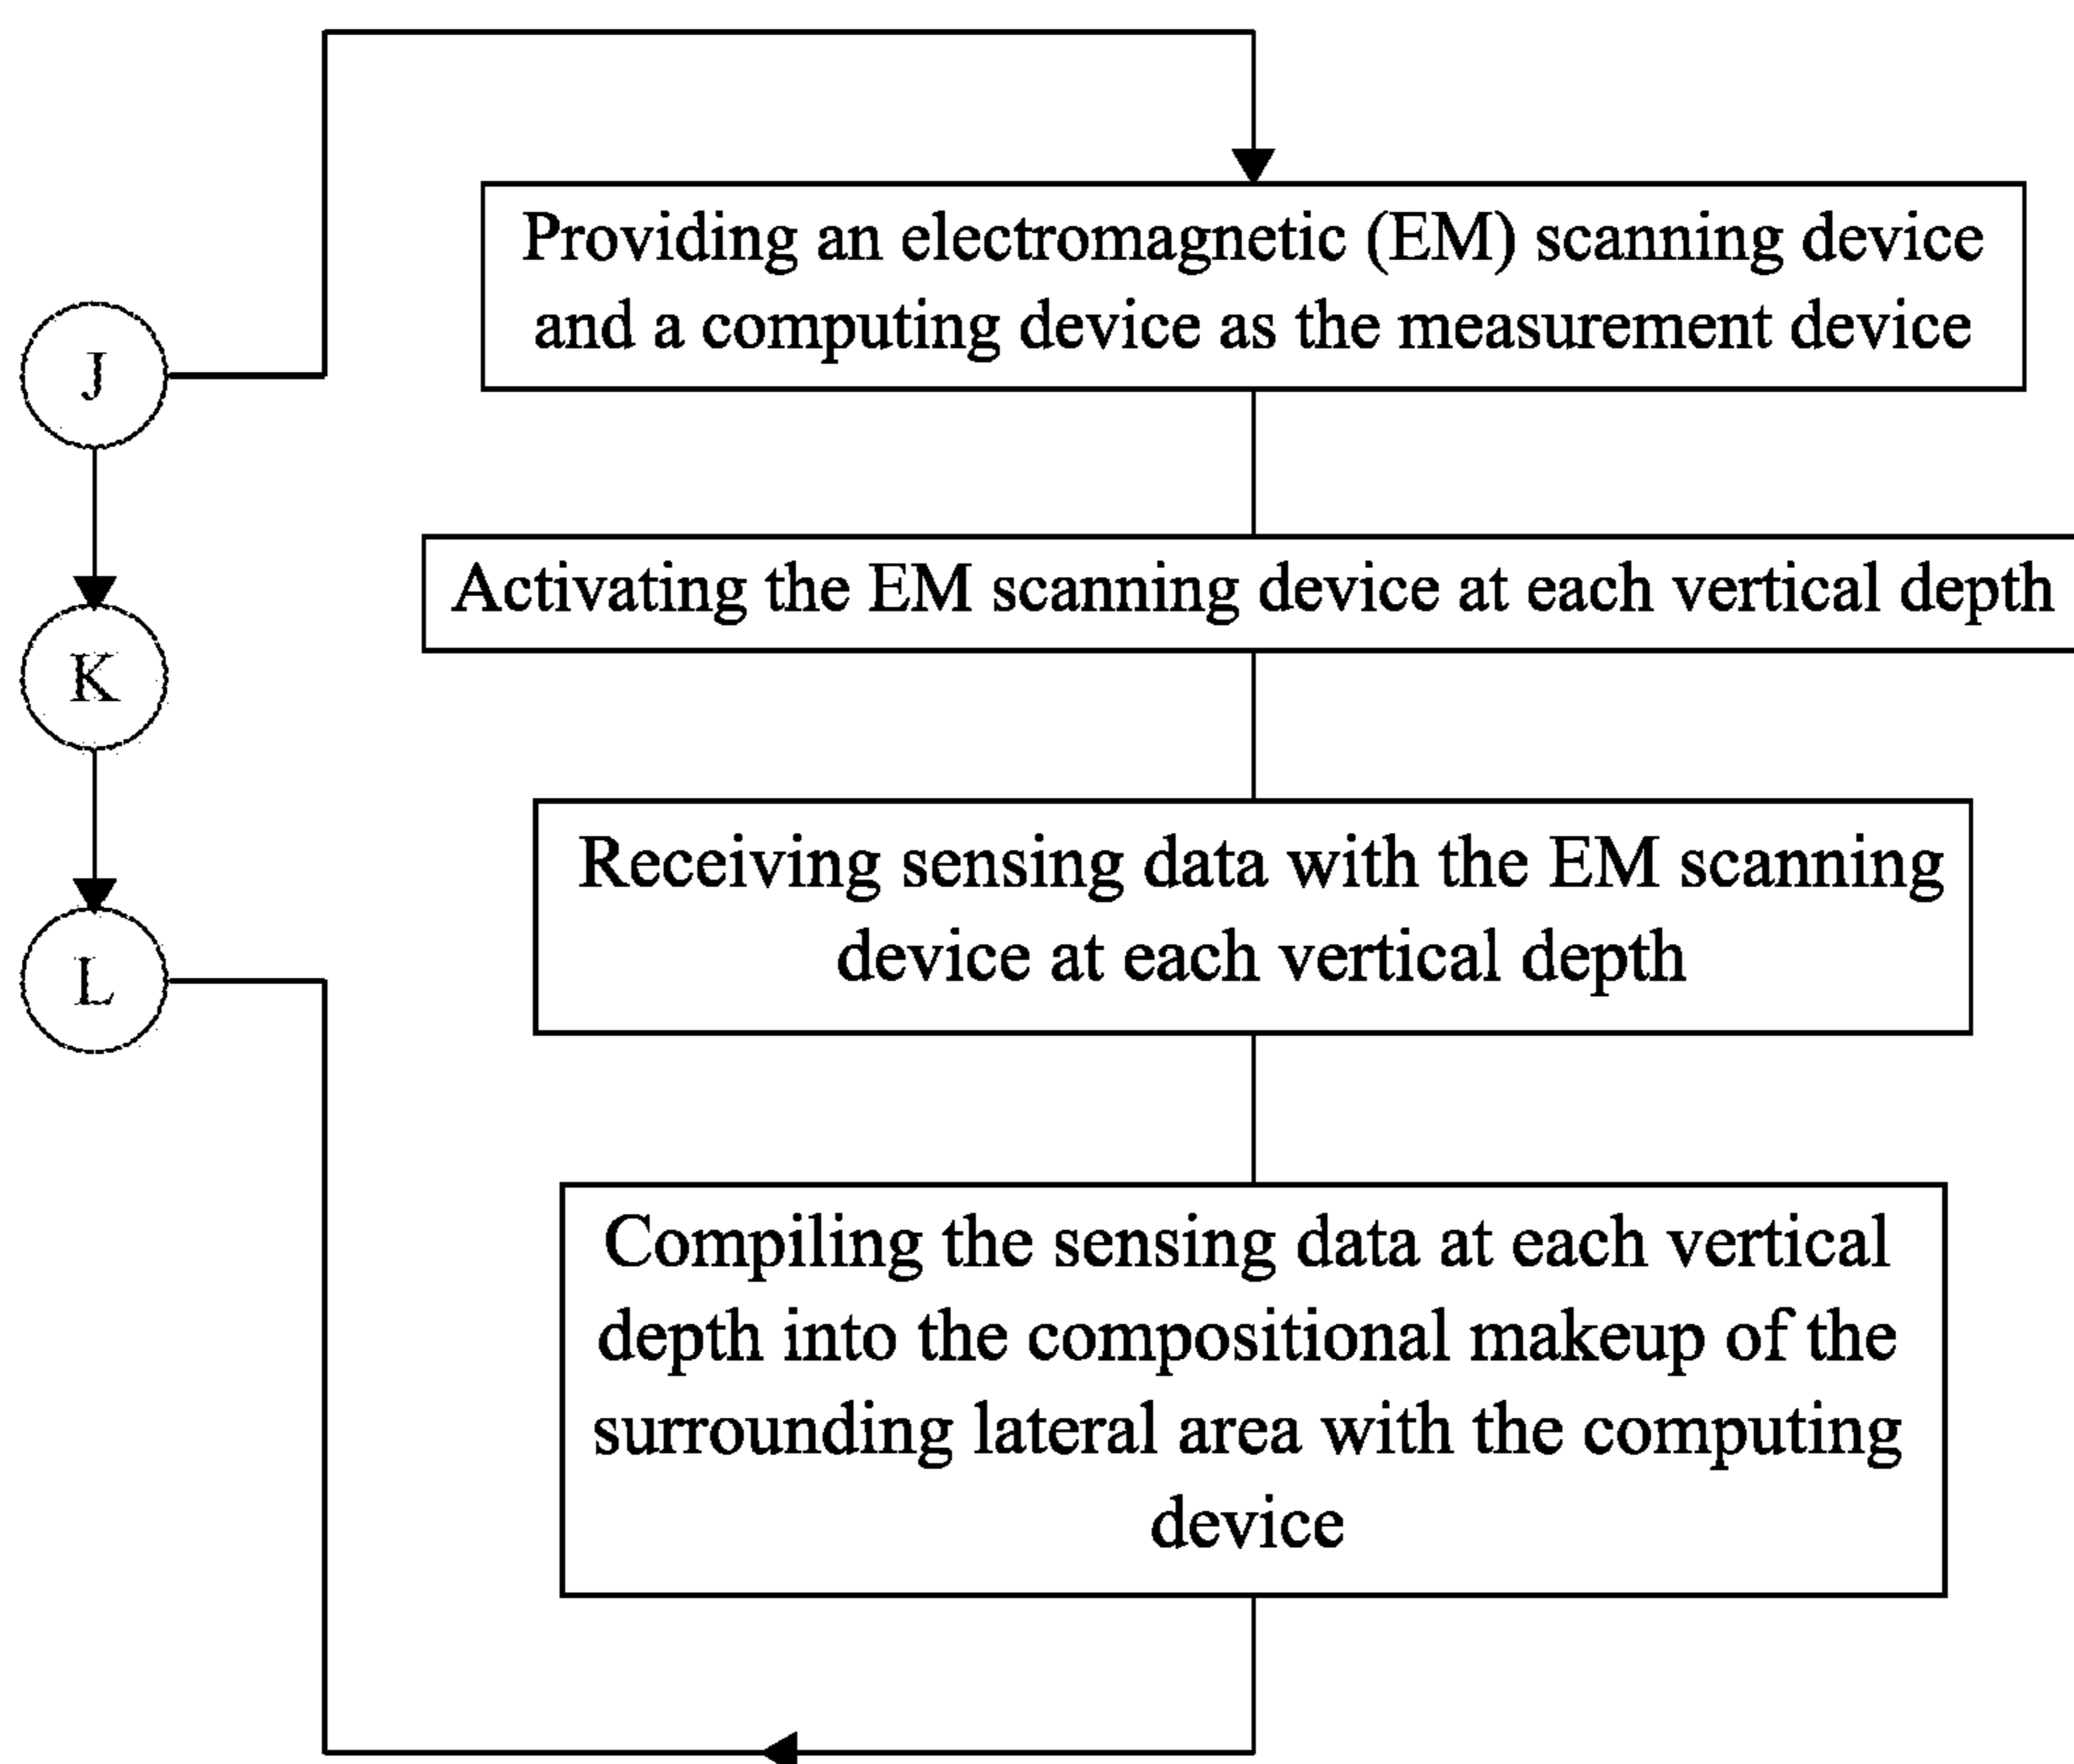 J
K
L
Providing an electromagnetic (EM) scanning device
and a computing device as the measurement device
Activating the EM scanning device at each vertical depth
Receiving sensing data with the EM scanning
device at each vertical depth
Compiling the sensing data at each vertical
depth into the compositional makeup of the
surrounding lateral area with the computing
device